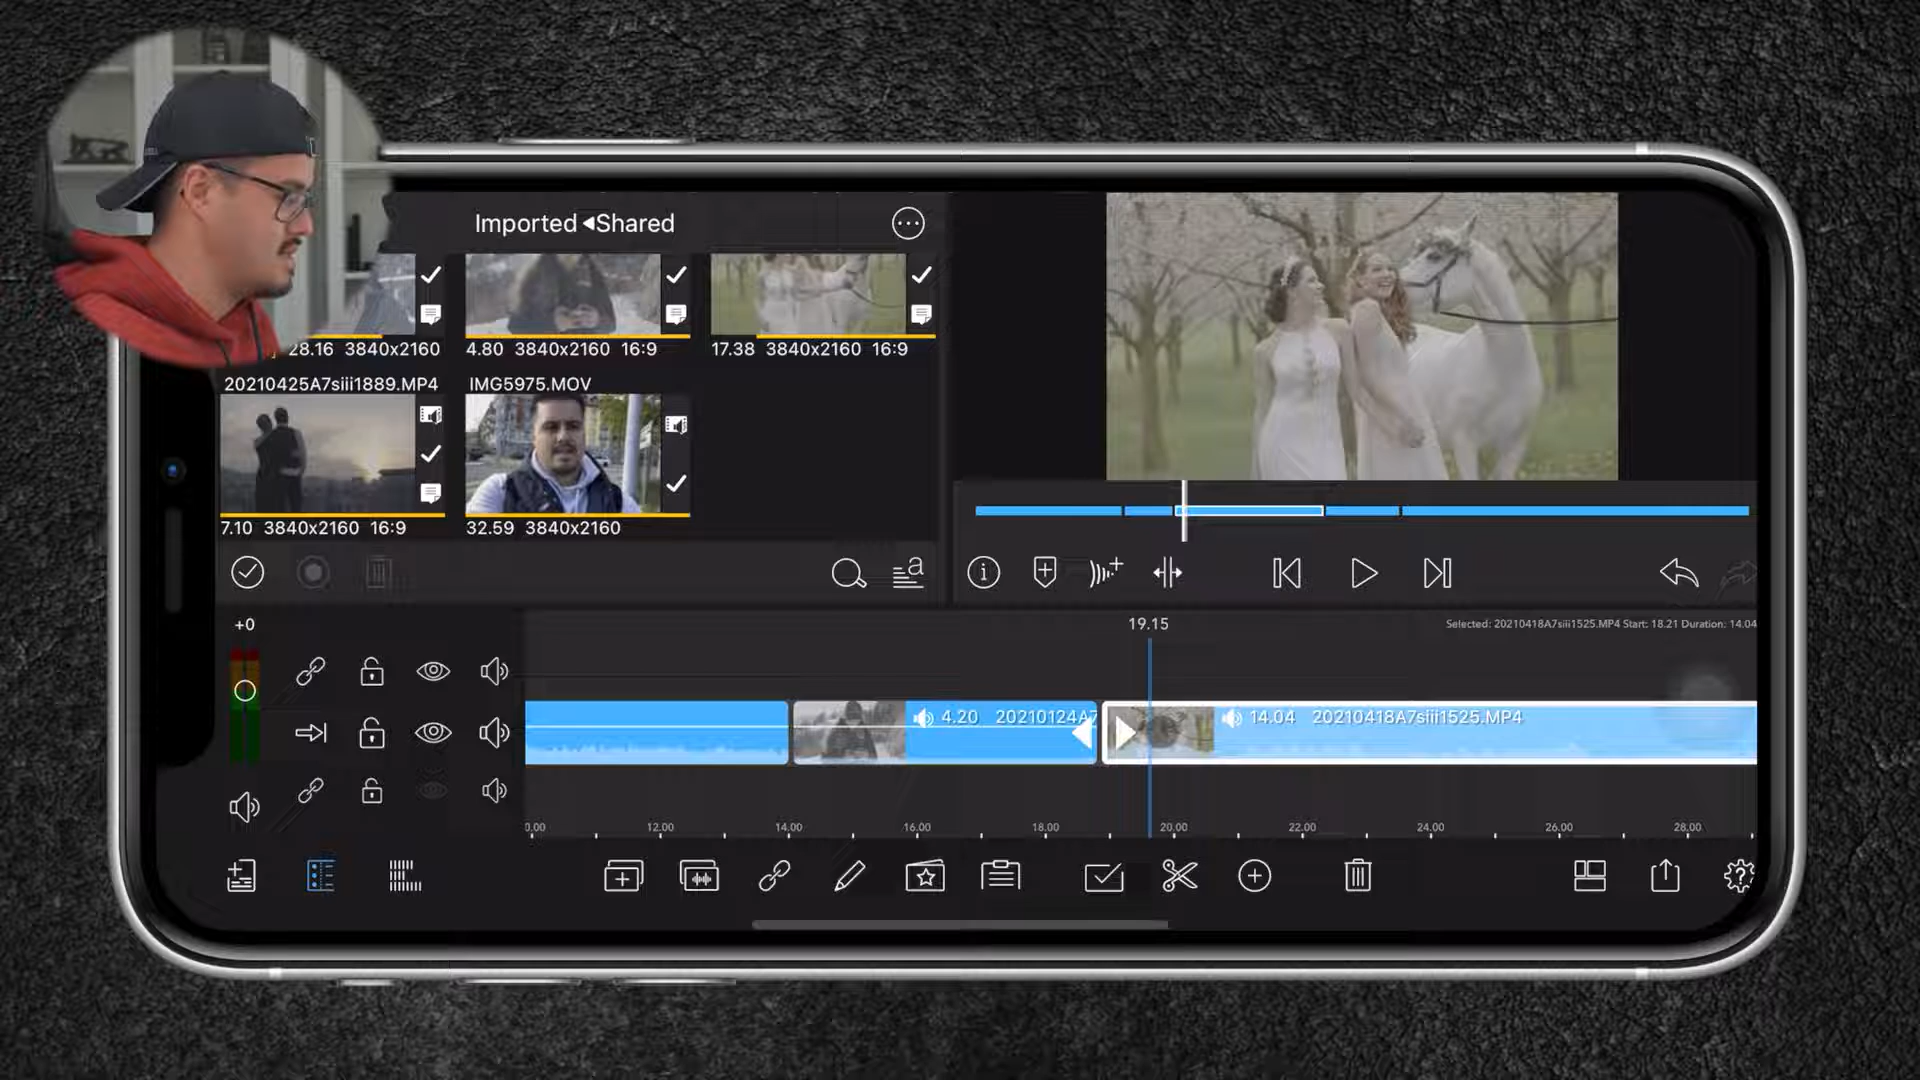 Imported ◂Shared
28.16 3840x2160
4.80 3840x2160 16:9
17.38 3840x2160 16:9
20210425A7siii1889.MP4
IMG5975.MOV
7.10 3840x2160 16:9
32.59 3840x2160
+0
19.15
Selected: 20210418A7siii1525.MP4 Start: 18.21 Duration: 14.04
4.20 20210124A7
14.04 20210418A7siii1525.MP4
0.00 12.00 14.00 16.00 18.00 20.00 22.00 24.00 26.00 28.00